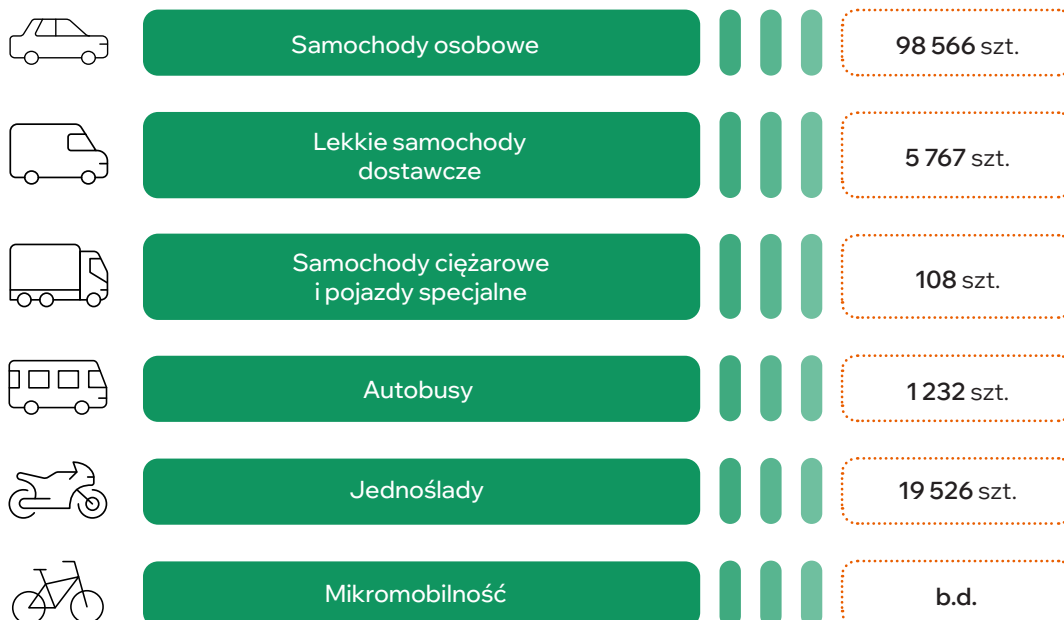 Samochody osobowe
98 566 szt.
Lekkie samochody
dostawcze
5 767 szt.
Samochody ciężarowe
i pojazdy specjalne
108 szt.
Autobusy
1 232 szt.
Jednoślady
19 526 szt.
Mikromobilność
b.d.